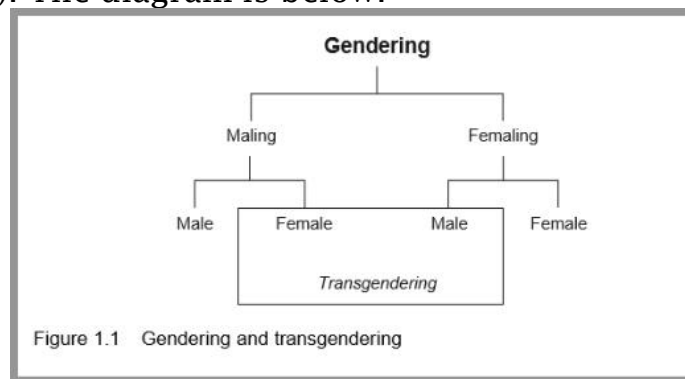 ). The diagram is below:
Gendering
Maling Femaling
Male Female Male Female
Transgendering
Figure 1.1 Gendering and transgendering